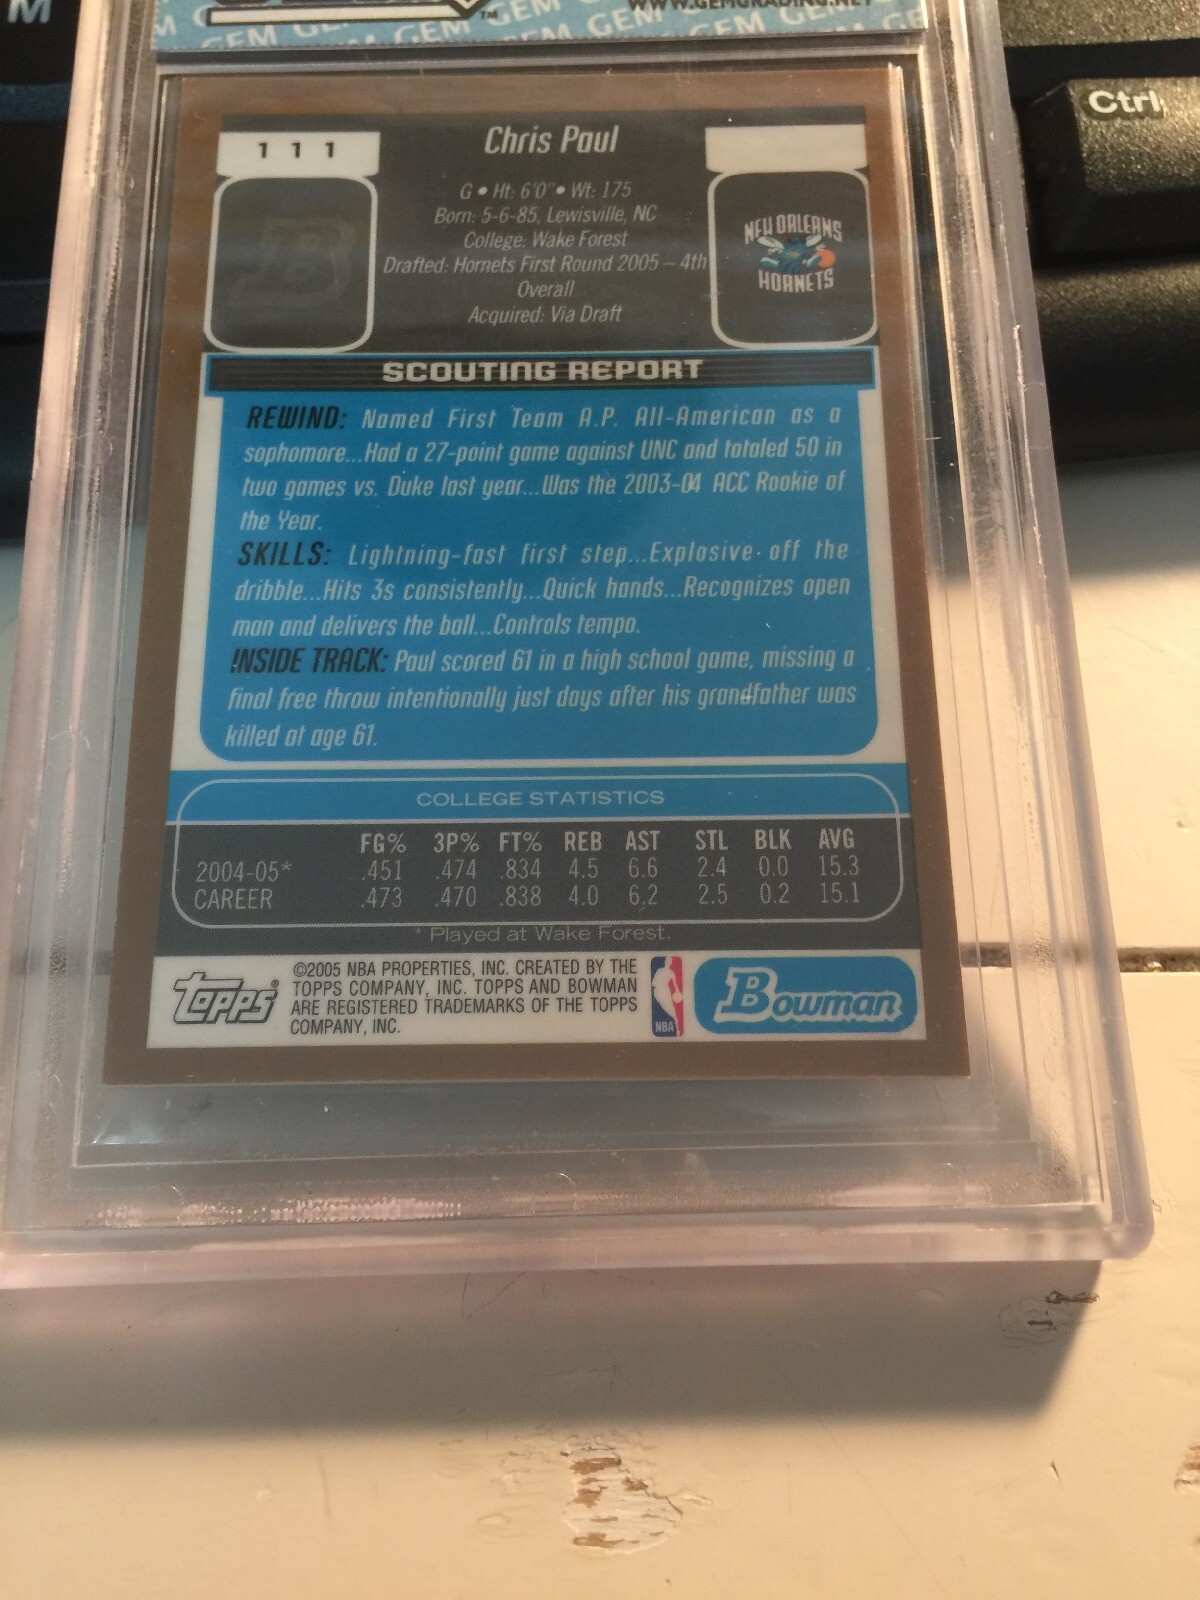 M
GEM GEM GEM GEM GEM GEM
WWW.GEMGRADING.NET
TM
Ctrl
1 1 1
Chris Paul
G • Ht: 6'0" • Wt: 175
Born: 5-6-85, Lewisville, NC
College: Wake Forest
Drafted: Hornets First Round 2005 – 4th
Overall
Acquired: Via Draft
B
NEW ORLEANS
HORNETS
SCOUTING REPORT
REWIND: Named First Team A.P. All-American as a
sophomore...Had a 27-point game against UNC and totaled 50 in
two games vs. Duke last year...Was the 2003-04 ACC Rookie of
the Year.
SKILLS: Lightning-fast first step...Explosive off the
dribble...Hits 3s consistently...Quick hands...Recognizes open
man and delivers the ball...Controls tempo.
INSIDE TRACK: Paul scored 61 in a high school game, missing a
final free throw intentionally just days after his grandfather was
killed at age 61.
COLLEGE STATISTICS
FG% 3P% FT% REB AST STL BLK AVG
2004-05* .451 .474 .834 4.5 6.6 2.4 0.0 15.3
CAREER .473 .470 .838 4.0 6.2 2.5 0.2 15.1
* Played at Wake Forest.
Topps®
©2005 NBA PROPERTIES, INC. CREATED BY THE
TOPPS COMPANY, INC. TOPPS AND BOWMAN
ARE REGISTERED TRADEMARKS OF THE TOPPS
COMPANY, INC.
NBA
Bowman